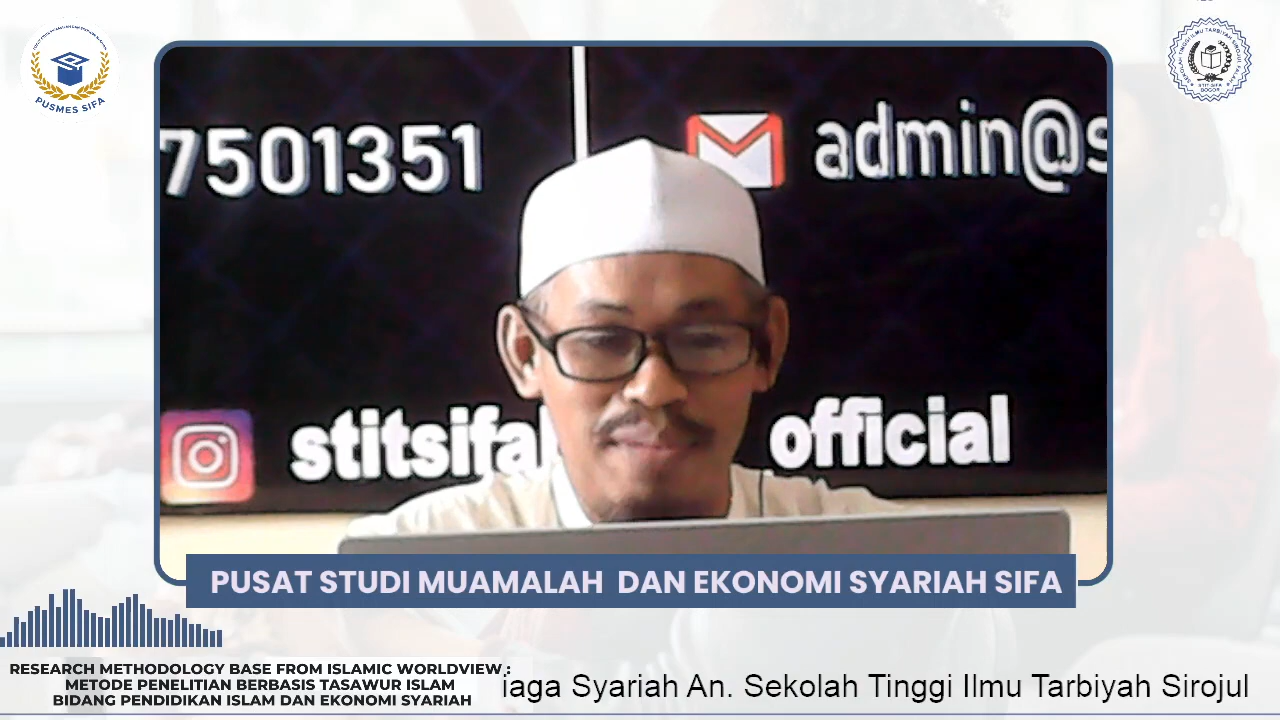 PUSMES SIFA
7501351
admin@s
stitsifa
official
PUSAT STUDI MUAMALAH DAN EKONOMI SYARIAH SIFA
RESEARCH METHODOLOGY BASE FROM ISLAMIC WORLDVIEW :
METODE PENELITIAN BERBASIS TASAWUR ISLAM
BIDANG PENDIDIKAN ISLAM DAN EKONOMI SYARIAH
iaga Syariah An. Sekolah Tinggi Ilmu Tarbiyah Sirojul